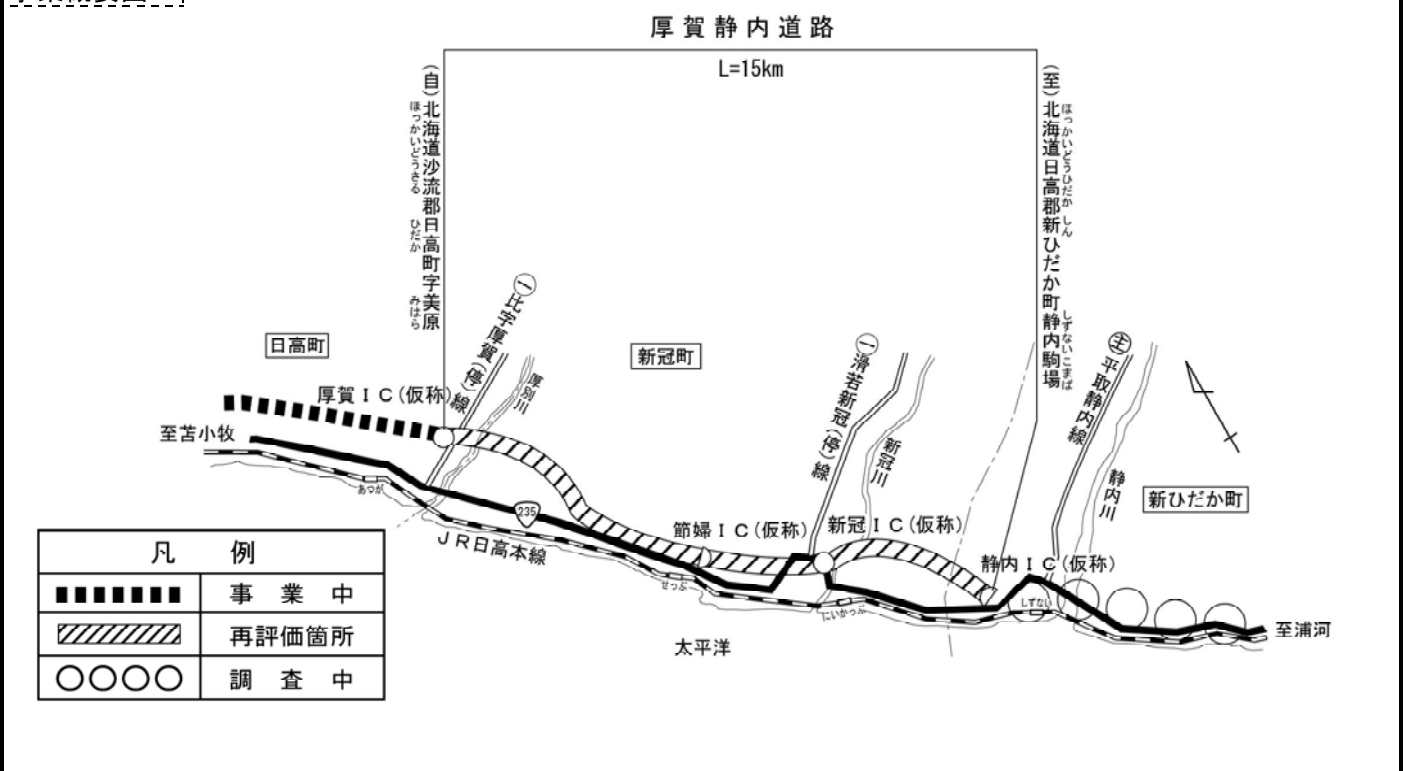 厚賀静内道路
L=15km
(自)北海道沙流郡日高町字美原
ほっかいどうさる
ひだか
みはら
(至)北海道日高郡新ひだか町静内駒場
ほっかいどうひだか
しん
しずないこまば
日高町
新冠町
新ひだか町
㊀比宇厚賀(停)線
厚別川
㊀滑若新冠(停)線
新冠川
㊤平取静内線
静内川
厚賀IC(仮称)
至苫小牧
あつが
235
JR日高本線
節婦IC(仮称)
せっぷ
新冠IC(仮称)
にいかっぷ
静内IC(仮称)
しずない
至浦河
太平洋
凡例
事業中
再評価箇所
調査中